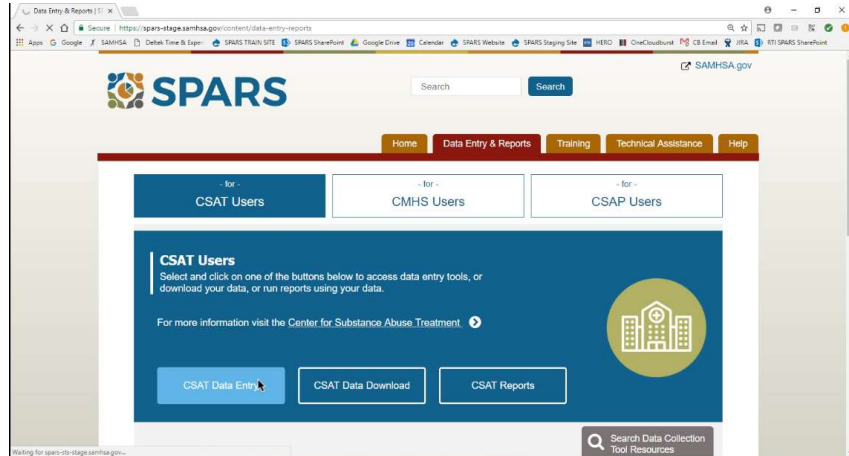 Data Entry & Reports | S
Secure https://spars-stage.samhsa.gov/content/data-entry-reports
Apps Google SAMHSA Deltek Time & Exper SPARS TRAIN SITE SPARS SharePoint Google Drive Calendar SPARS Website SPARS Staging Site HERO OneCloudburst CB Email JIRA RTI SPARS SharePoint
SAMHSA.gov
SPARS
Search Search
Home Data Entry & Reports Training Technical Assistance Help
- for - - for - - for -
CSAT Users CMHS Users CSAP Users
CSAT Users
Select and click on one of the buttons below to access data entry tools, or
download your data, or run reports using your data.
For more information visit the Center for Substance Abuse Treatment
CSAT Data Entry CSAT Data Download CSAT Reports
Search Data Collection
Tool Resources
Waiting for spars-sts-stage.samhsa.gov...